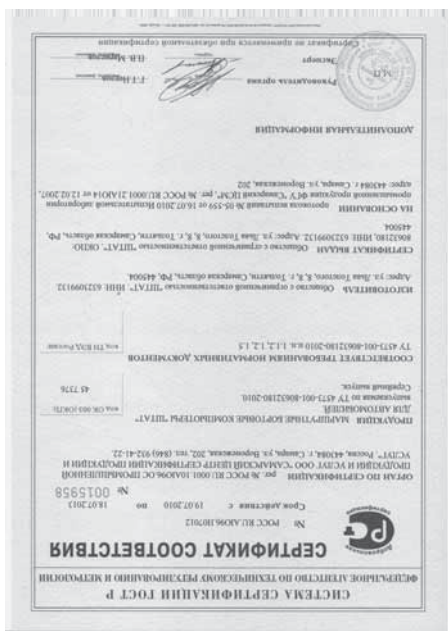 СИСТЕМА СЕРТИФИКАЦИИ ГОСТ Р
ФЕДЕРАЛЬНОЕ АГЕНТСТВО ПО ТЕХНИЧЕСКОМУ РЕГУЛИРОВАНИЮ И МЕТРОЛОГИИ
СЕРТИФИКАТ СООТВЕТСТВИЯ
№ РОСС RU.АЮ96.Н07012
Срок действия с 19.07.2010 по 18.07.2013
№ 0015958
ОРГАН ПО СЕРТИФИКАЦИИ рег. № РОСС RU.0001.10АЮ96.ОС ПРОМЫШЛЕННОЙ
ПРОДУКЦИИ И УСЛУГ ООО "САМАРСКИЙ ЦЕНТР СЕРТИФИКАЦИИ ПРОДУКЦИИ И
УСЛУГ". Россия, 443084, г. Самара, ул. Воронежская, 202, тел. (846) 932-41-22.
ПРОДУКЦИЯ МАРШРУТНЫЕ БОРТОВЫЕ КОМПЬЮТЕРЫ "ШТАТ"
ДЛЯ АВТОМОБИЛЕЙ,
выпускаемая по ТУ 4573-001-80632180-2010.
Серийный выпуск.
код ОК 005 (ОКП):
45 7376
СООТВЕТСТВУЕТ ТРЕБОВАНИЯМ НОРМАТИВНЫХ ДОКУМЕНТОВ
ТУ 4573-001-80632180-2010 п.п. 1.1.2, 1.2.1.5
код ТН ВЭД России:
ИЗГОТОВИТЕЛЬ Общество с ограниченной ответственностью "ШТАТ". ИНН: 6323099132
Адрес: ул. Льва Толстого, 8, 8, г. Тольятти, Самарская область, РФ, 445004.
СЕРТИФИКАТ ВЫДАН Общество с ограниченной ответственностью "ШТАТ". ОКПО:
80632180, ИНН: 6323099132. Адрес: ул. Льва Толстого, 8, 8, г. Тольятти, Самарская область, РФ,
445004.
НА ОСНОВАНИИ протокола испытаний № 05-559 от 16.07.2010 Испытательной лаборатории
промышленной продукции ФГУ "Самарский ЦСМ", рег. № РОСС RU.0001.21АЮ14 от 12.02.2007,
адрес: 443084 г. Самара, ул. Воронежская, 202
ДОПОЛНИТЕЛЬНАЯ ИНФОРМАЦИЯ
Руководитель органа
Эксперт
М.П.
Сертификат не применяется при обязательной сертификации